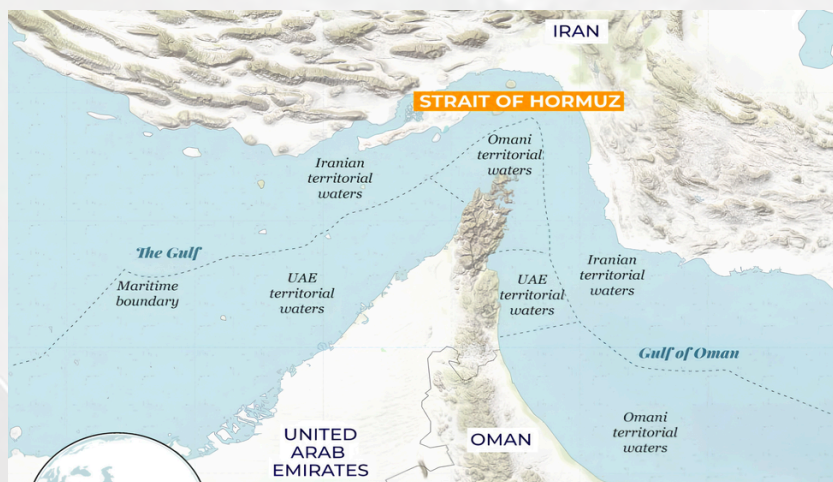 IRAN
STRAIT OF HORMUZ
Omani
territorial
waters
Iranian
territorial
waters
The Gulf
Maritime
boundary
UAE
territorial
waters
UAE
territorial
waters
Iranian
territorial
waters
Gulf of Oman
Omani
territorial
waters
UNITED
ARAB
EMIRATES
OMAN